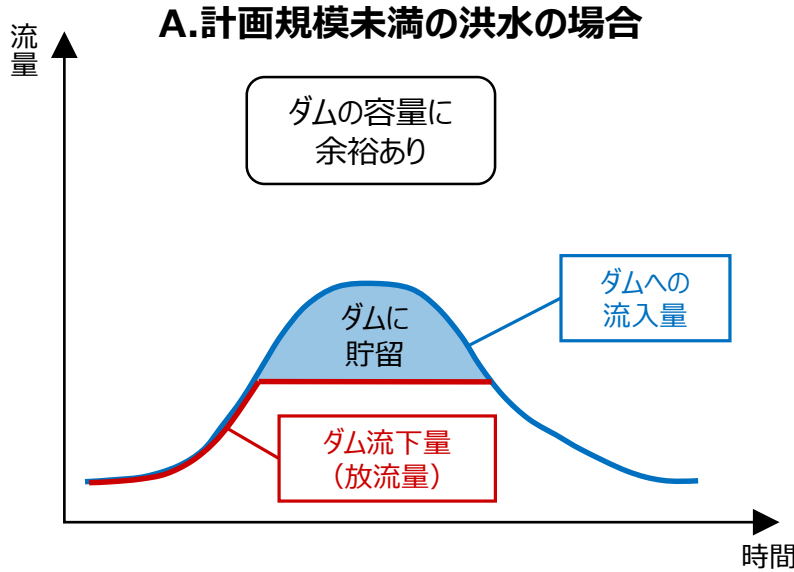 A.計画規模未満の洪水の場合
流
量
ダムの容量に
余裕あり
ダムへの
流入量
ダムに
貯留
ダム流下量
（放流量）
時間